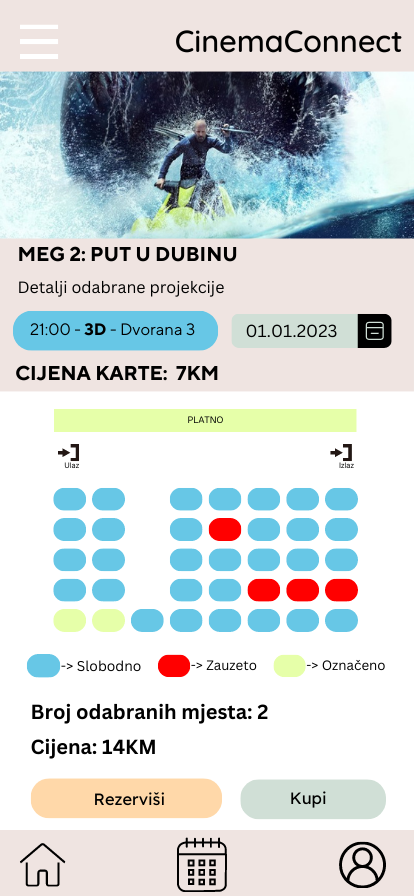 CinemaConnect
MEG 2: PUT U DUBINU
Detalji odabrane projekcije
21:00 - 3D - Dvorana 3
01.01.2023
CIJENA KARTE: 7KM
PLATNO
Ulaz
Izlaz
-> Slobodno
-> Zauzeto
-> Označeno
Broj odabranih mjesta: 2
Cijena: 14KM
Rezerviši
Kupi